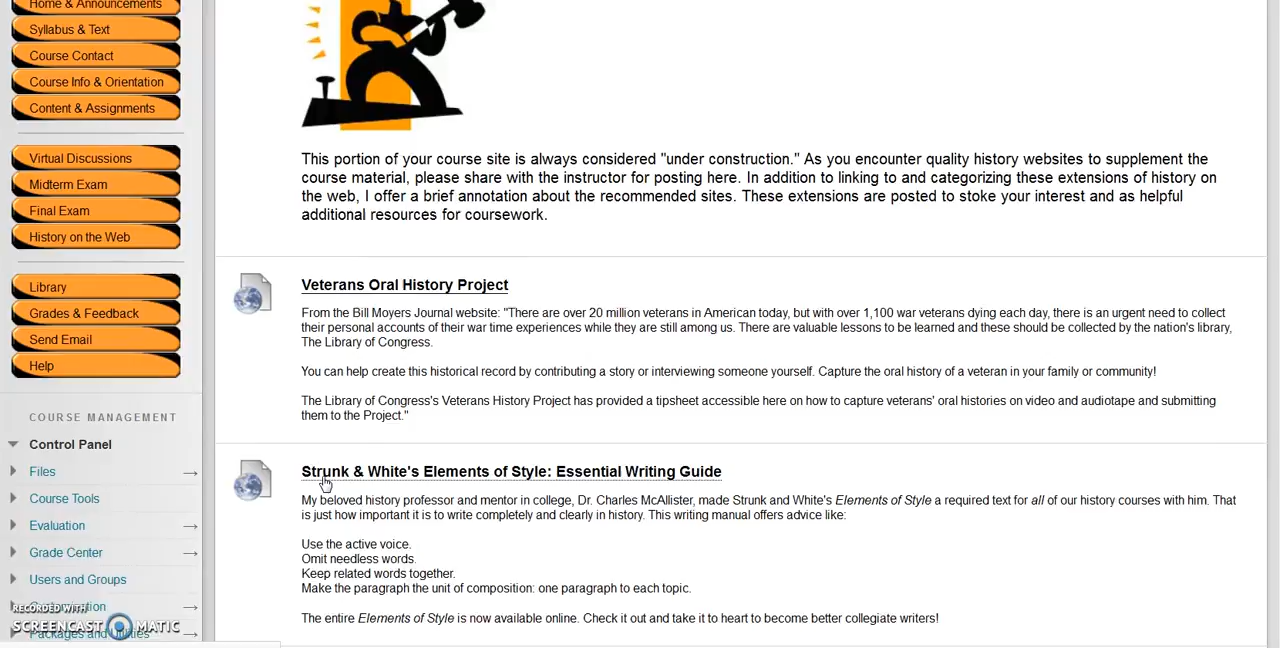 Home & Announcements
Syllabus & Text
Course Contact
Course Info & Orientation
Content & Assignments
Virtual Discussions
Midterm Exam
Final Exam
History on the Web
Library
Grades & Feedback
Send Email
Help
COURSE MANAGEMENT
Control Panel
Files
Course Tools
Evaluation
Grade Center
Users and Groups
Customization
Packages and Utilities
RECORDED WITH
SCREENCAST MATIC
This portion of your course site is always considered "under construction." As you encounter quality history websites to supplement the
course material, please share with the instructor for posting here. In addition to linking to and categorizing these extensions of history on
the web, I offer a brief annotation about the recommended sites. These extensions are posted to stoke your interest and as helpful
additional resources for coursework.
Veterans Oral History Project
From the Bill Moyers Journal website: "There are over 20 million veterans in American today, but with over 1,100 war veterans dying each day, there is an urgent need to collect
their personal accounts of their war time experiences while they are still among us. There are valuable lessons to be learned and these should be collected by the nation's library,
The Library of Congress.
You can help create this historical record by contributing a story or interviewing someone yourself. Capture the oral history of a veteran in your family or community!
The Library of Congress's Veterans History Project has provided a tipsheet accessible here on how to capture veterans' oral histories on video and audiotape and submitting
them to the Project."
Strunk & White's Elements of Style: Essential Writing Guide
My beloved history professor and mentor in college, Dr. Charles McAllister, made Strunk and White's Elements of Style a required text for all of our history courses with him. That
is just how important it is to write completely and clearly in history. This writing manual offers advice like:
Use the active voice.
Omit needless words.
Keep related words together.
Make the paragraph the unit of composition: one paragraph to each topic.
The entire Elements of Style is now available online. Check it out and take it to heart to become better collegiate writers!